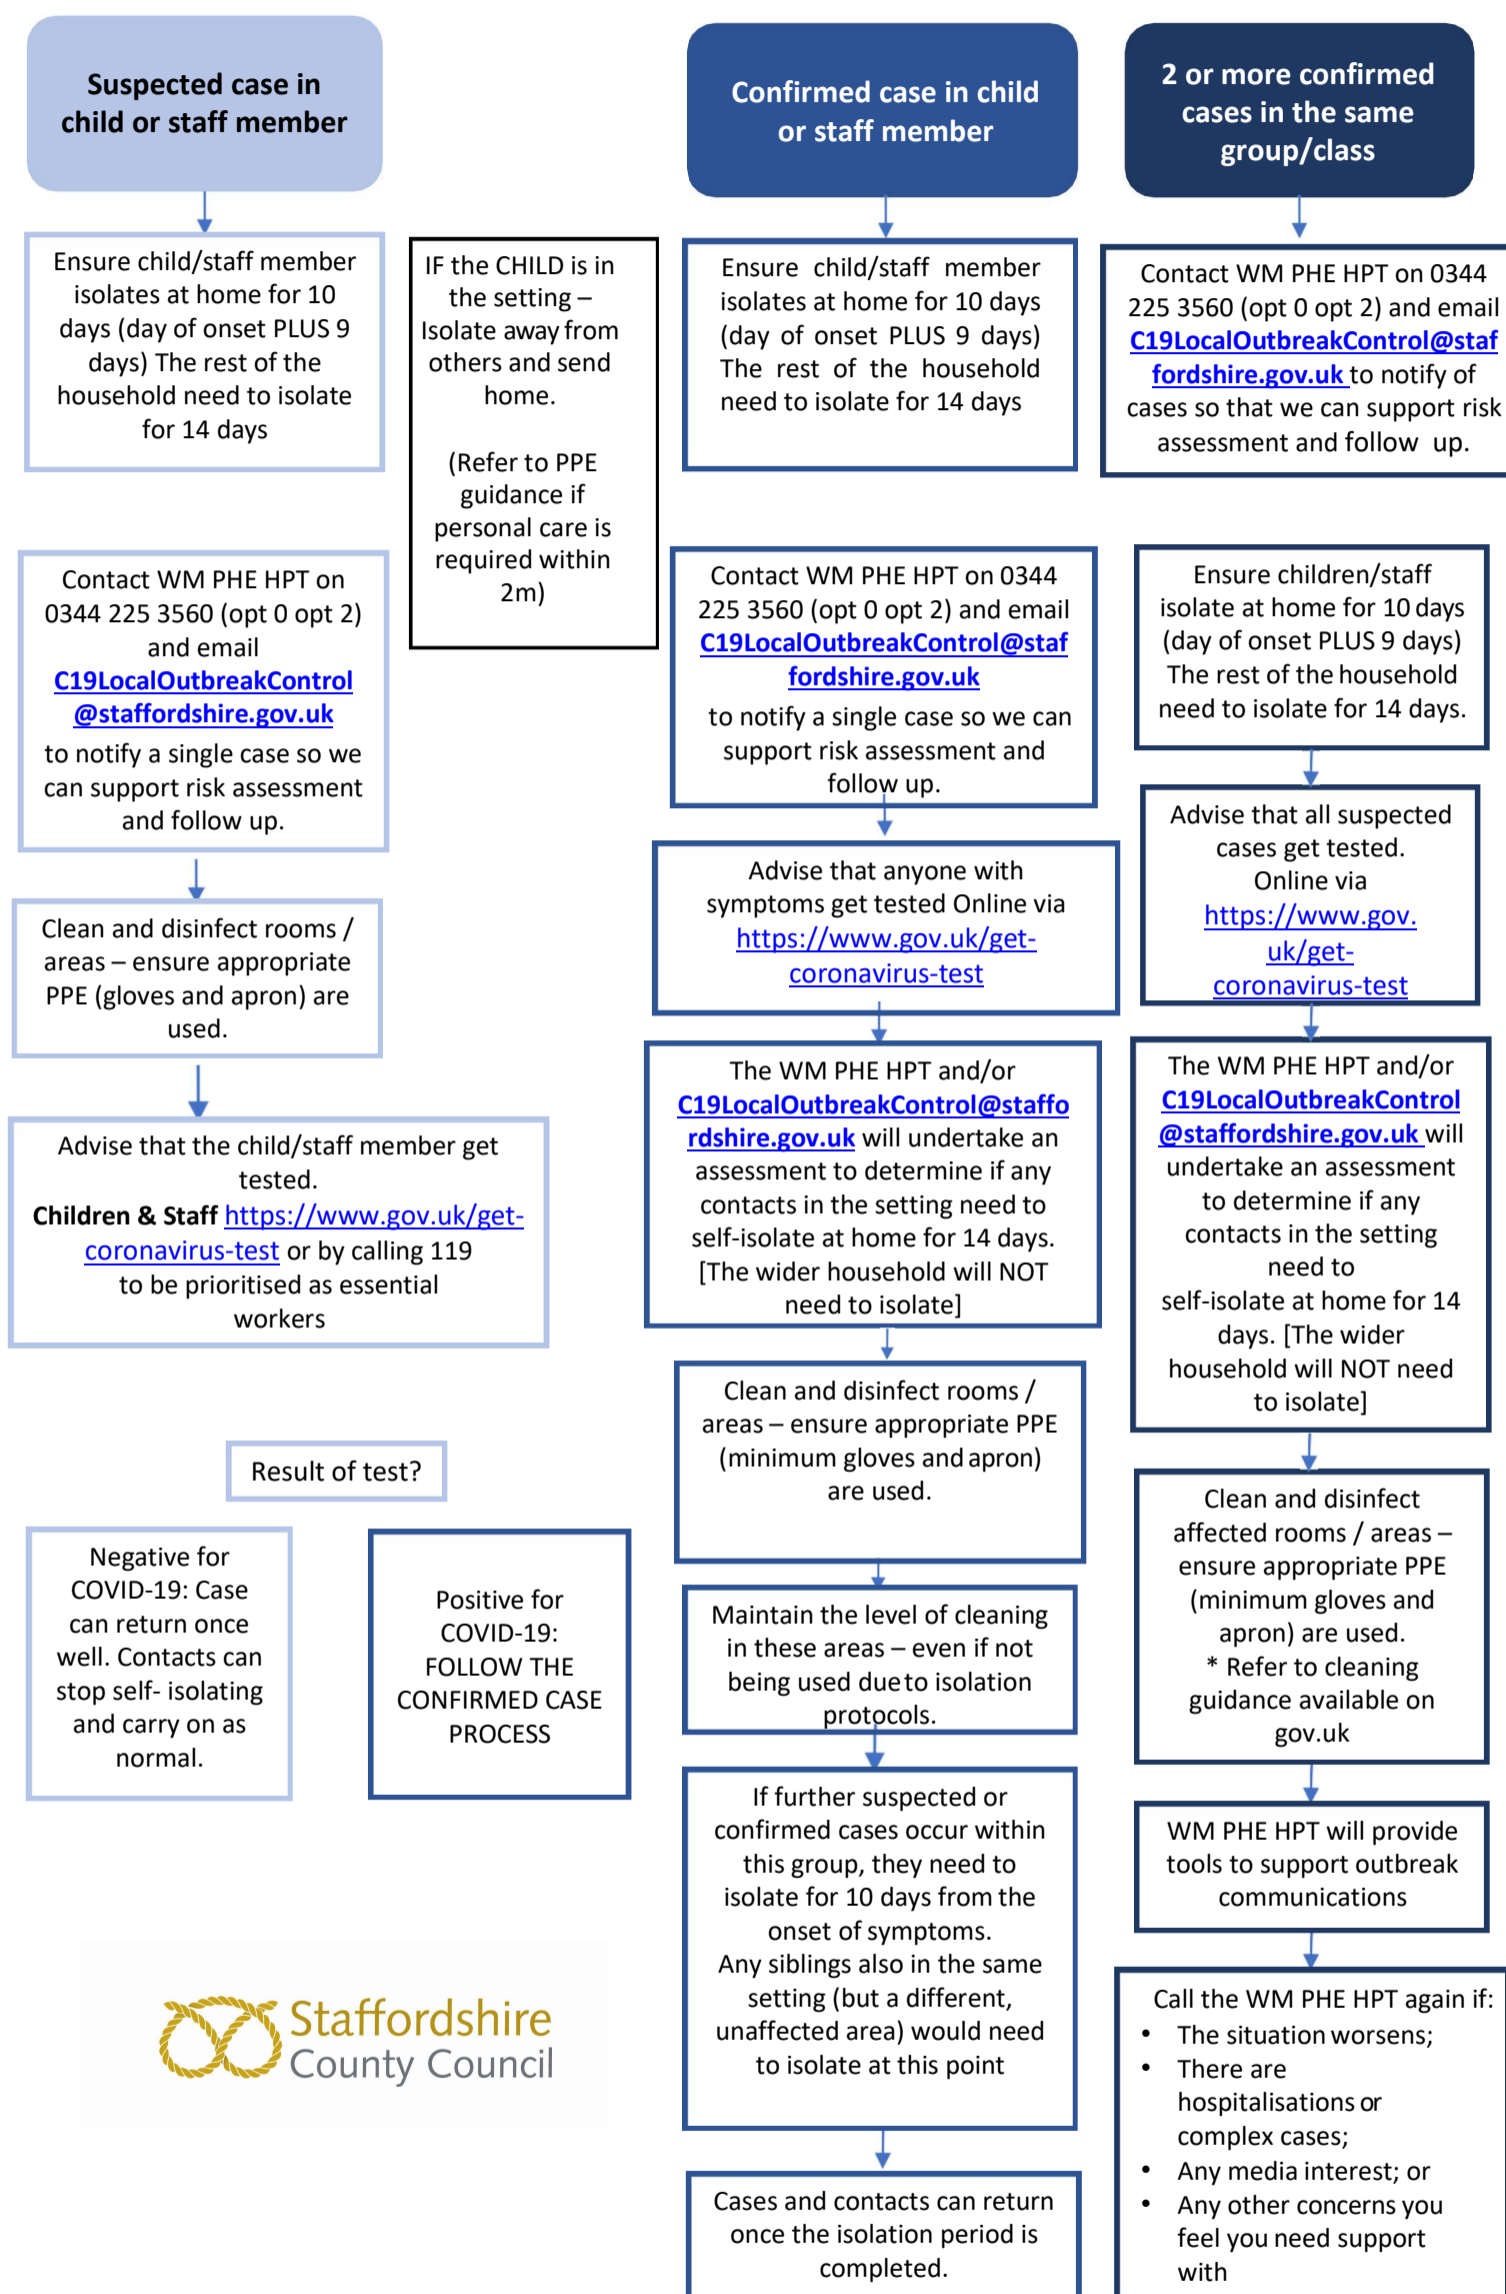 Suspected case in
child or staff member
Ensure child/staff member
isolates at home for 10
days (day of onset PLUS 9
days) The rest of the
household need to isolate
for 14 days
IF the CHILD is in
the setting –
Isolate away from
others and send
home.
(Refer to PPE
guidance if
personal care is
required within
2m)
Contact WM PHE HPT on
0344 225 3560 (opt 0 opt 2)
and email
C19LocalOutbreakControl
@staffordshire.gov.uk
to notify a single case so we
can support risk assessment
and follow up.
Clean and disinfect rooms /
areas – ensure appropriate
PPE (gloves and apron) are
used.
Advise that the child/staff member get
tested.
Children & Staff https://www.gov.uk/get-
coronavirus-test or by calling 119
to be prioritised as essential
workers
Result of test?
Negative for
COVID-19: Case
can return once
well. Contacts can
stop self- isolating
and carry on as
normal.
Positive for
COVID-19:
FOLLOW THE
CONFIRMED CASE
PROCESS
Staffordshire
County Council
Confirmed case in child
or staff member
Ensure child/staff member
isolates at home for 10 days
(day of onset PLUS 9 days)
The rest of the household
need to isolate for 14 days
Contact WM PHE HPT on 0344
225 3560 (opt 0 opt 2) and email
C19LocalOutbreakControl@staf
fordshire.gov.uk
to notify a single case so we can
support risk assessment and
follow up.
Advise that anyone with
symptoms get tested Online via
https://www.gov.uk/get-
coronavirus-test
The WM PHE HPT and/or
C19LocalOutbreakControl@staffo
rdshire.gov.uk will undertake an
assessment to determine if any
contacts in the setting need to
self-isolate at home for 14 days.
[The wider household will NOT
need to isolate]
Clean and disinfect rooms /
areas – ensure appropriate PPE
(minimum gloves and apron)
are used.
Maintain the level of cleaning
in these areas – even if not
being used due to isolation
protocols.
If further suspected or
confirmed cases occur within
this group, they need to
isolate for 10 days from the
onset of symptoms.
Any siblings also in the same
setting (but a different,
unaffected area) would need
to isolate at this point
Cases and contacts can return
once the isolation period is
completed.
2 or more confirmed
cases in the same
group/class
Contact WM PHE HPT on 0344
225 3560 (opt 0 opt 2) and email
C19LocalOutbreakControl@staf
fordshire.gov.uk to notify of
cases so that we can support risk
assessment and follow up.
Ensure children/staff
isolate at home for 10 days
(day of onset PLUS 9 days)
The rest of the household
need to isolate for 14 days.
Advise that all suspected
cases get tested.
Online via
https://www.gov.
uk/get-
coronavirus-test
The WM PHE HPT and/or
C19LocalOutbreakControl
@staffordshire.gov.uk will
undertake an assessment
to determine if any
contacts in the setting
need to
self-isolate at home for 14
days. [The wider
household will NOT need
to isolate]
Clean and disinfect
affected rooms / areas –
ensure appropriate PPE
(minimum gloves and
apron) are used.
* Refer to cleaning
guidance available on
gov.uk
WM PHE HPT will provide
tools to support outbreak
communications
Call the WM PHE HPT again if:
• The situation worsens;
• There are
hospitalisations or
complex cases;
• Any media interest; or
• Any other concerns you
feel you need support
with